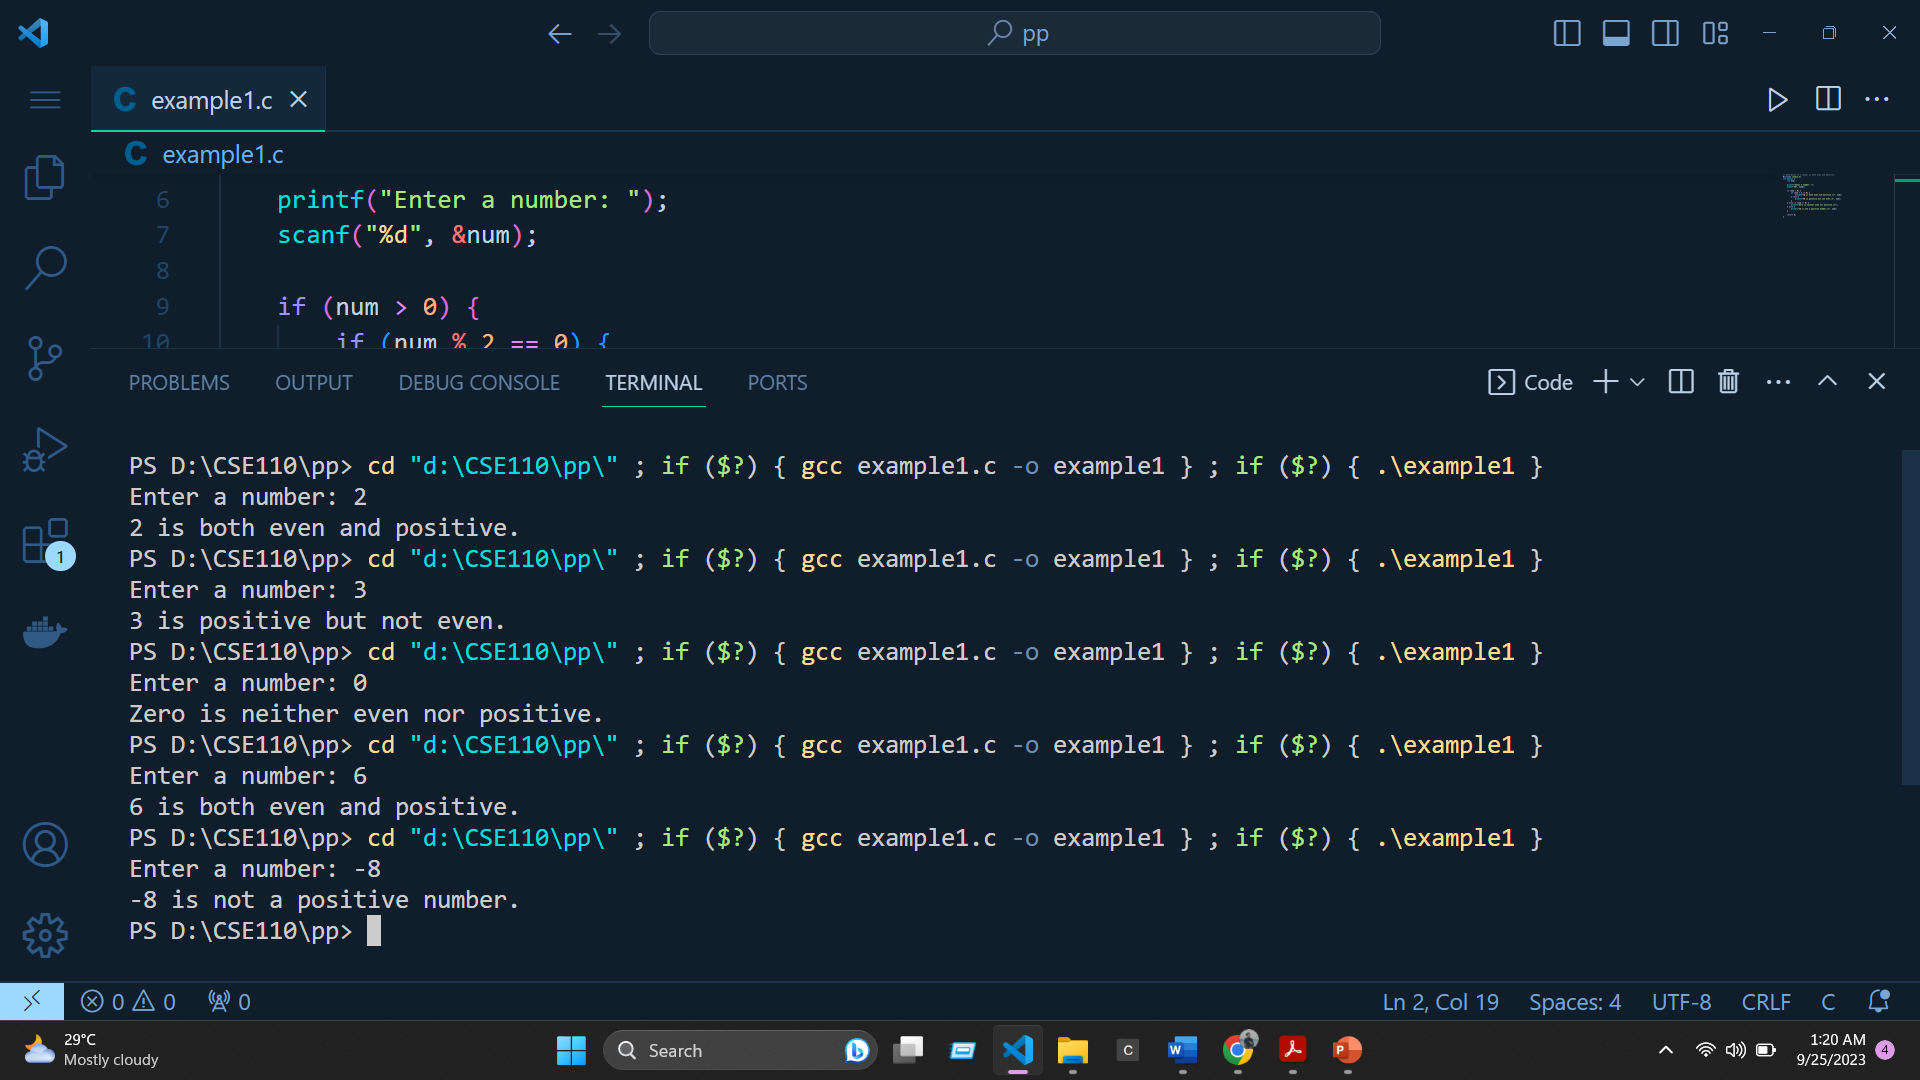 pp
C example1.c
C example1.c
6 printf("Enter a number: ");
7 scanf("%d", &num);
8
9 if (num > 0) {
10 if (num % 2 == 0) {
PROBLEMS OUTPUT DEBUG CONSOLE TERMINAL PORTS Code
PS D:\CSE110\pp> cd "d:\CSE110\pp\" ; if ($?) { gcc example1.c -o example1 } ; if ($?) { .\example1 }
Enter a number: 2
2 is both even and positive.
PS D:\CSE110\pp> cd "d:\CSE110\pp\" ; if ($?) { gcc example1.c -o example1 } ; if ($?) { .\example1 }
Enter a number: 3
3 is positive but not even.
PS D:\CSE110\pp> cd "d:\CSE110\pp\" ; if ($?) { gcc example1.c -o example1 } ; if ($?) { .\example1 }
Enter a number: 0
Zero is neither even nor positive.
PS D:\CSE110\pp> cd "d:\CSE110\pp\" ; if ($?) { gcc example1.c -o example1 } ; if ($?) { .\example1 }
Enter a number: 6
6 is both even and positive.
PS D:\CSE110\pp> cd "d:\CSE110\pp\" ; if ($?) { gcc example1.c -o example1 } ; if ($?) { .\example1 }
Enter a number: -8
-8 is not a positive number.
PS D:\CSE110\pp>
1
0 0 0 Ln 2, Col 19 Spaces: 4 UTF-8 CRLF C
29°C
Mostly cloudy
Search
C
W
P
1:20 AM
9/25/2023
4